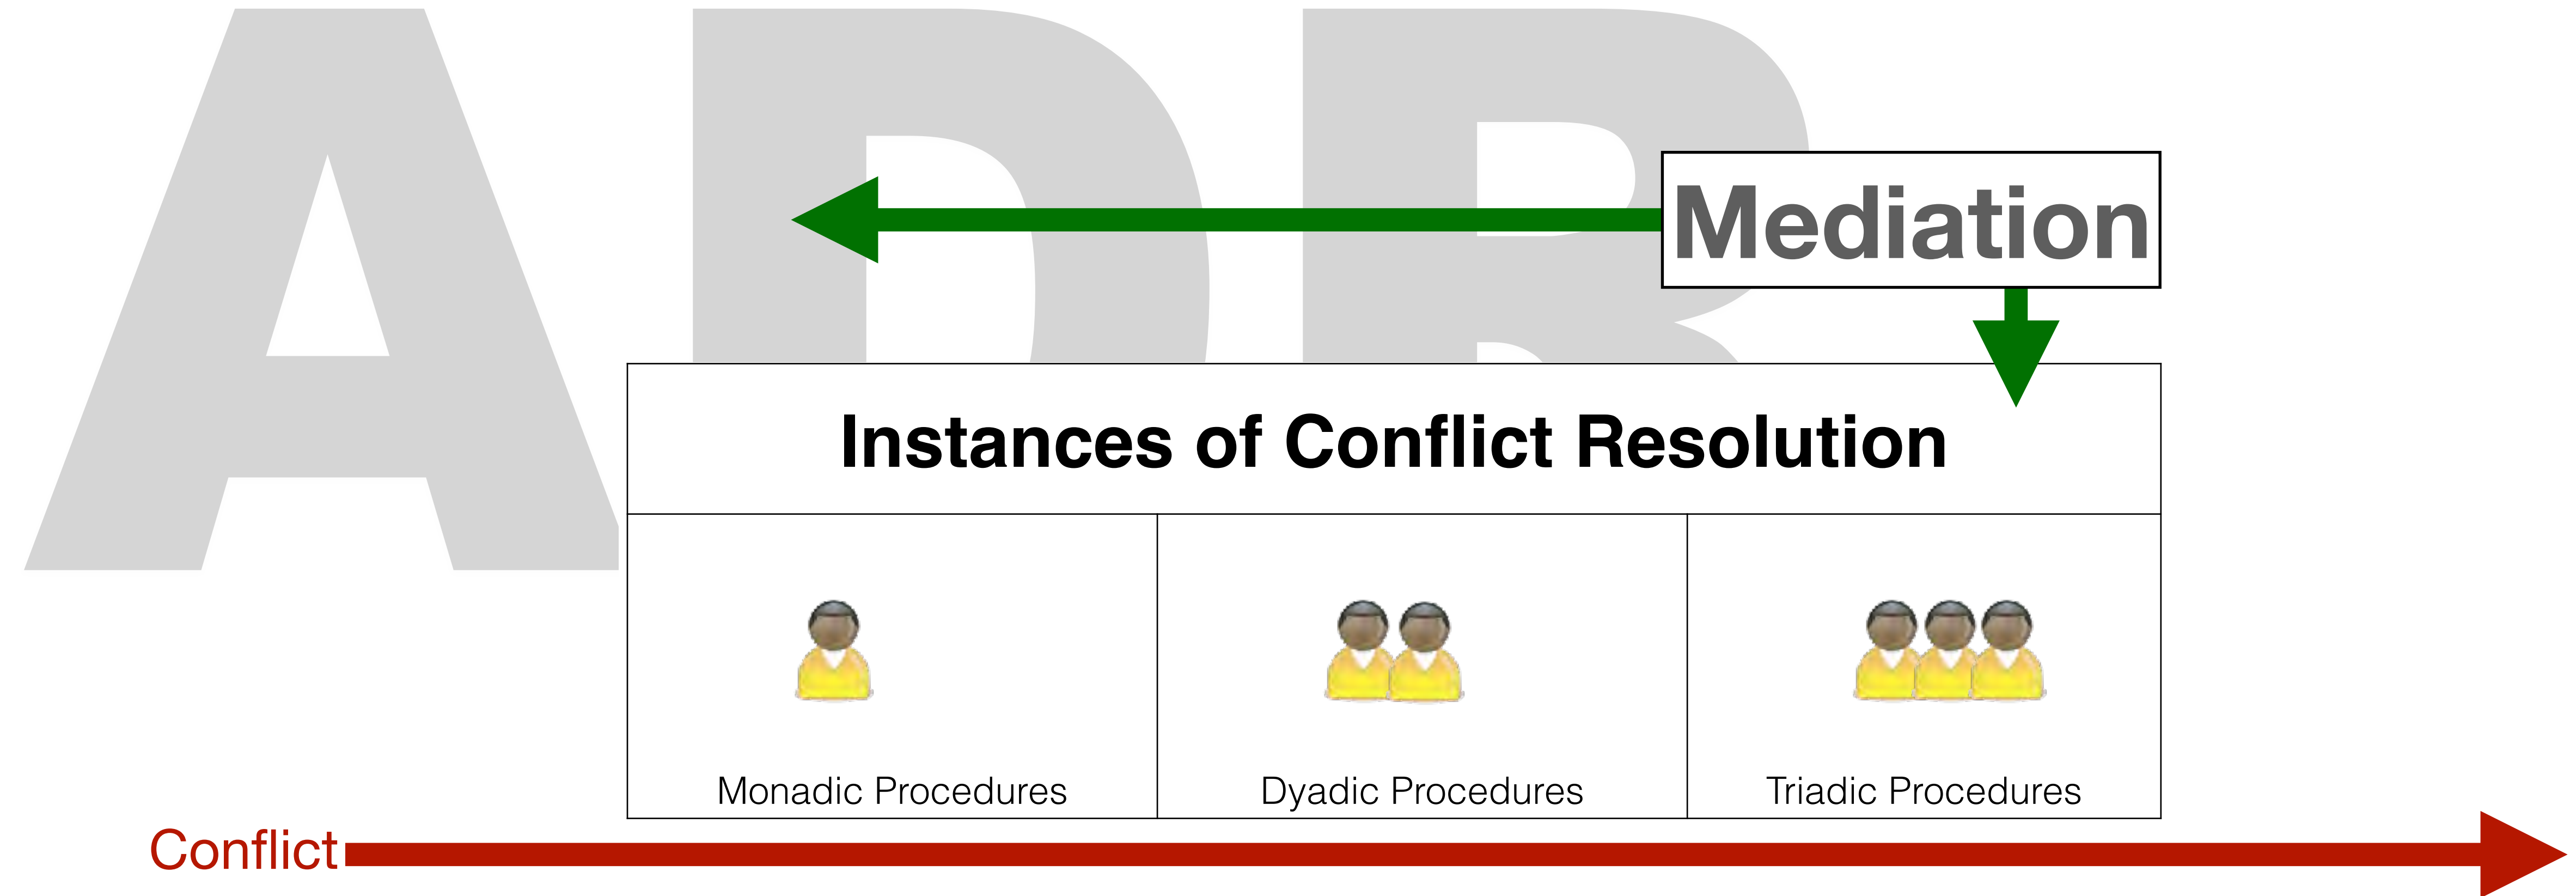 ADR
Mediation
Instances of Conflict Resolution
Monadic Procedures
Dyadic Procedures
Triadic Procedures
Conflict